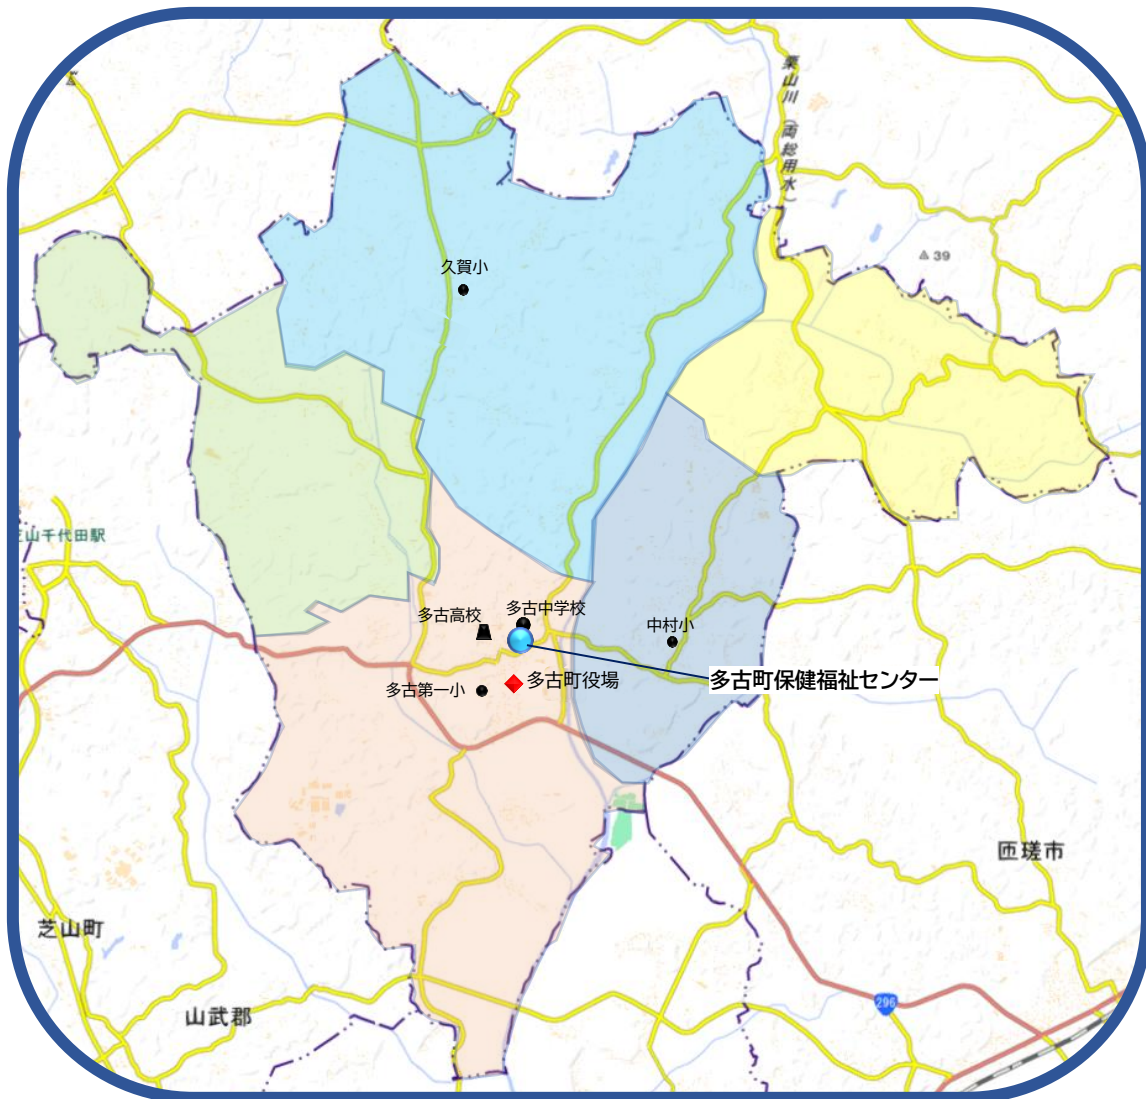 栗山川(両総用水)
39
久賀小
芝山千代田駅
多古高校
多古中学校
中村小
多古第一小
多古町役場
多古町保健福祉センター
匝瑳市
芝山町
山武郡
296